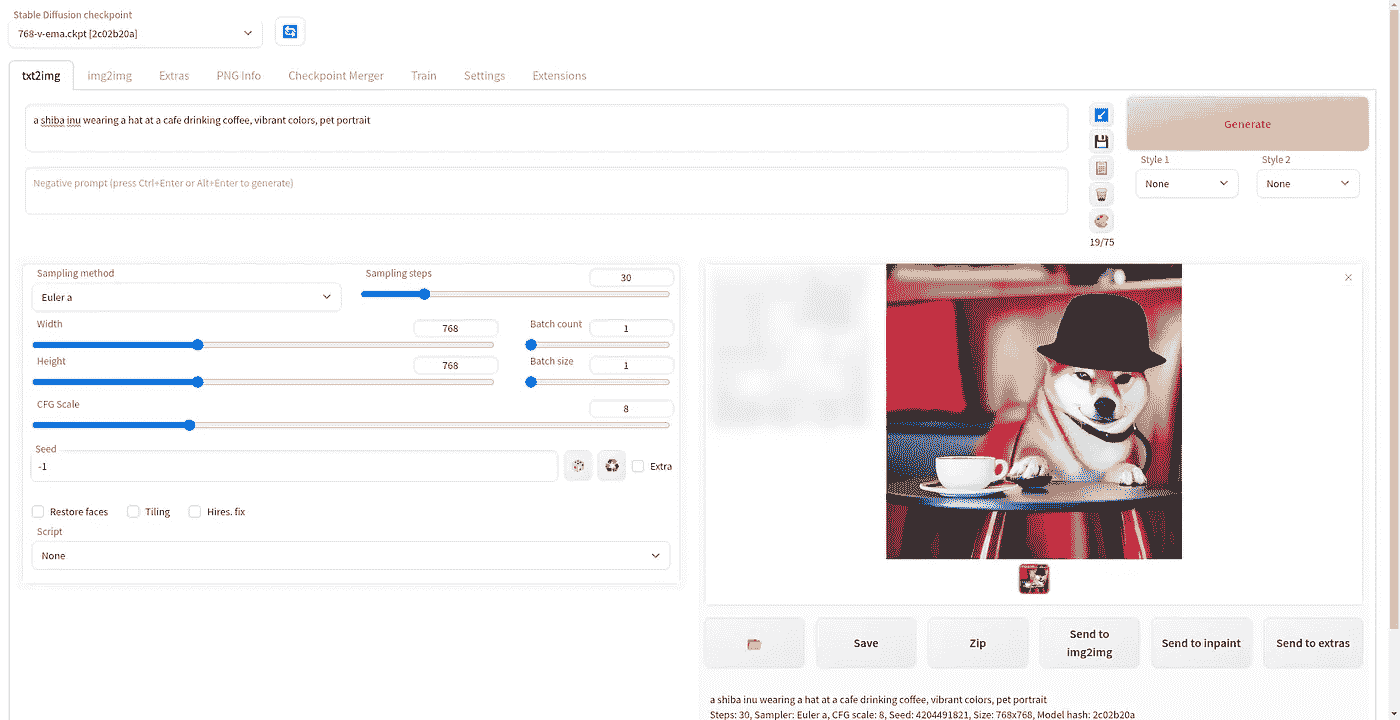 Stable Diffusion checkpoint
768-v-ema.ckpt [2c02b20a]
txt2img img2img Extras PNG Info Checkpoint Merger Train Settings Extensions
a shiba inu wearing a hat at a cafe drinking coffee, vibrant colors, pet portrait
Negative prompt (press Ctrl+Enter or Alt+Enter to generate)
Generate
Style 1 Style 2
None None
19/75
Sampling method Sampling steps 30
Euler a
Width 768 Batch count 1
Height 768 Batch size 1
CFG Scale 8
Seed
-1 Extra
Restore faces Tiling Hires. fix
Script
None
Save Zip Send to img2img Send to inpaint Send to extras
a shiba inu wearing a hat at a cafe drinking coffee, vibrant colors, pet portrait
Steps: 30, Sampler: Euler a, CFG scale: 8, Seed: 4204491821, Size: 768x768, Model hash: 2c02b20a